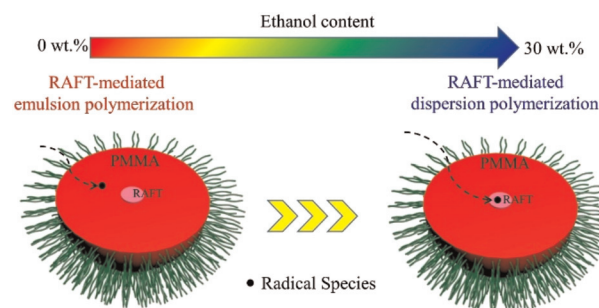 Ethanol content
0 wt.%
30 wt.%
RAFT-mediated
emulsion polymerization
RAFT-mediated
dispersion polymerization
PMMA
RAFT
PMMA
RAFT
• Radical Species